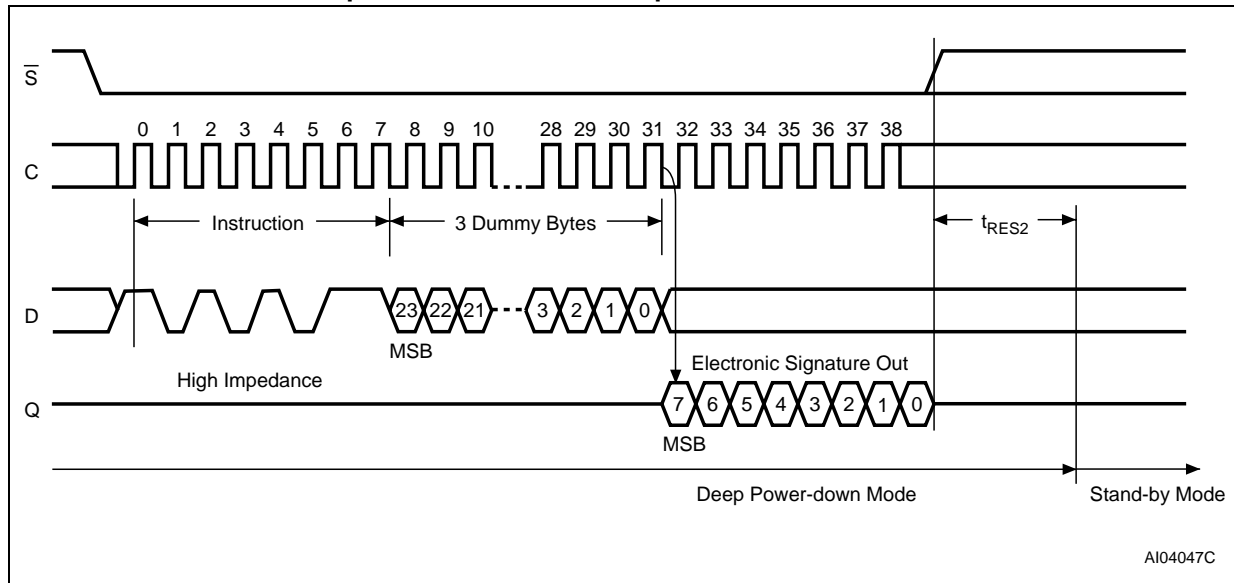 S
0 1 2 3 4 5 6 7 8 9 10 28 29 30 31 32 33 34 35 36 37 38
C
Instruction 3 Dummy Bytes tRES2
D 23 22 21 3 2 1 0
MSB
High Impedance Electronic Signature Out
Q 7 6 5 4 3 2 1 0
MSB
Deep Power-down Mode Stand-by Mode
AI04047C